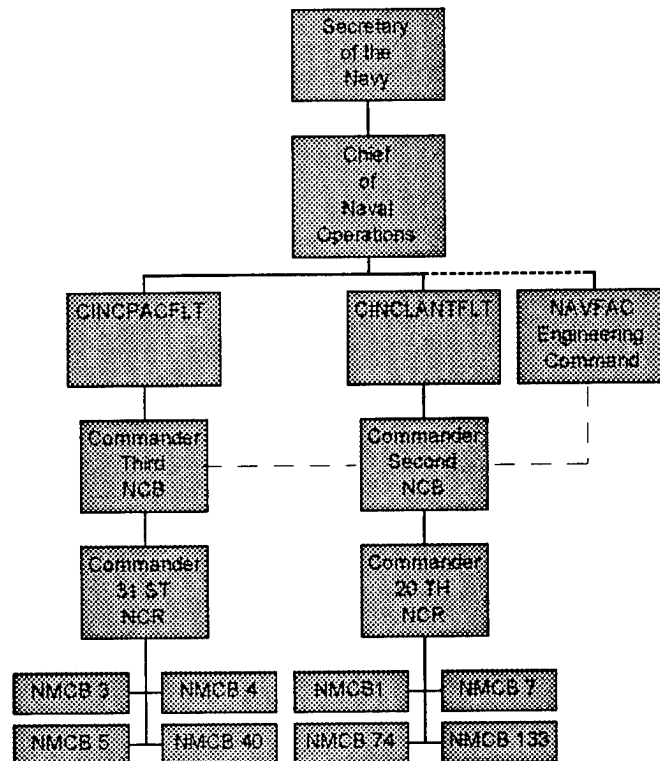 Secretary
of the
Navy
Chief
of
Naval
Operations
CINCPACFLT
CINCLANTFLT
NAVFAC
Engineering
Command
Commander
Third
NCB
Commander
Second
NCB
Commander
31 ST
NCR
Commander
20 TH
NCR
NMCB 3
NMCB 4
NMCB1
NMCB 7
NMCB 5
NMCB 40
NMCB 74
NMCB 133